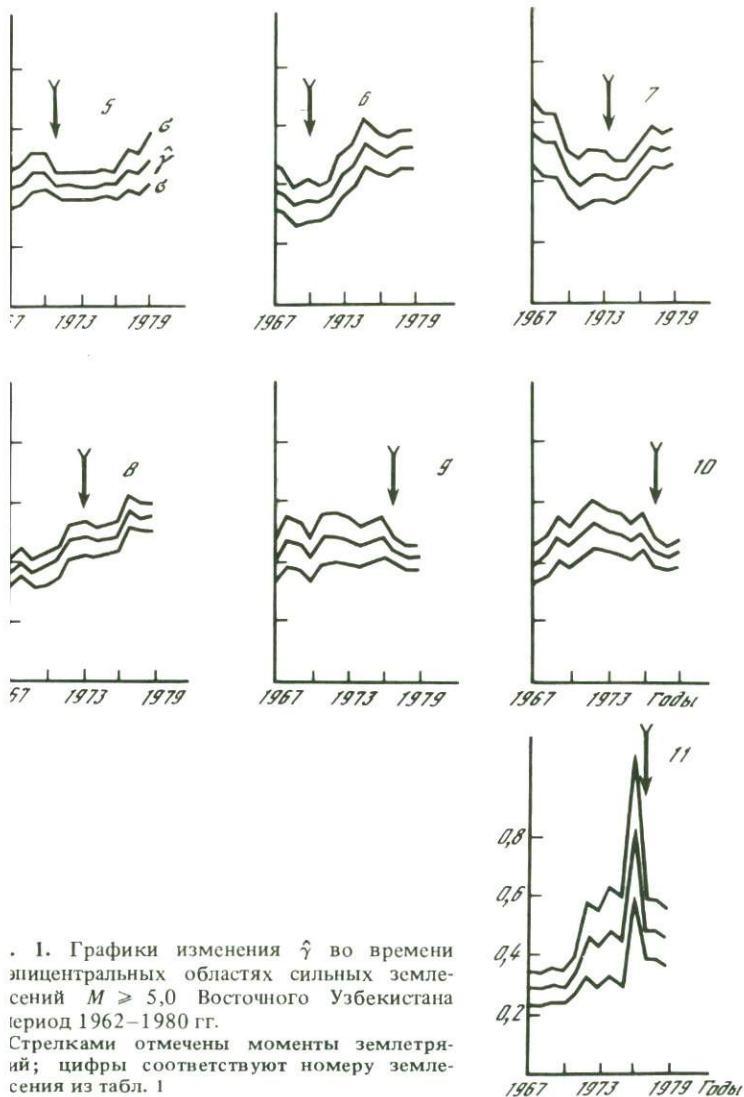 5
σ
γ̂
σ
6
7
67 1973 1979
1967 1973 1979
1967 1973 1979
8
9
10
67 1973 1979
1967 1973 1979
1967 1973 Годы
11
0,8
0,6
0,4
0,2
1967 1973 1979 Годы
. 1. Графики изменения γ̂ во времени
эпицентральных областях сильных земле-
сений M ≥ 5,0 Восточного Узбекистана
период 1962–1980 гг.
Стрелками отмечены моменты землетря-
ий; цифры соответствуют номеру земле-
сения из табл. 1